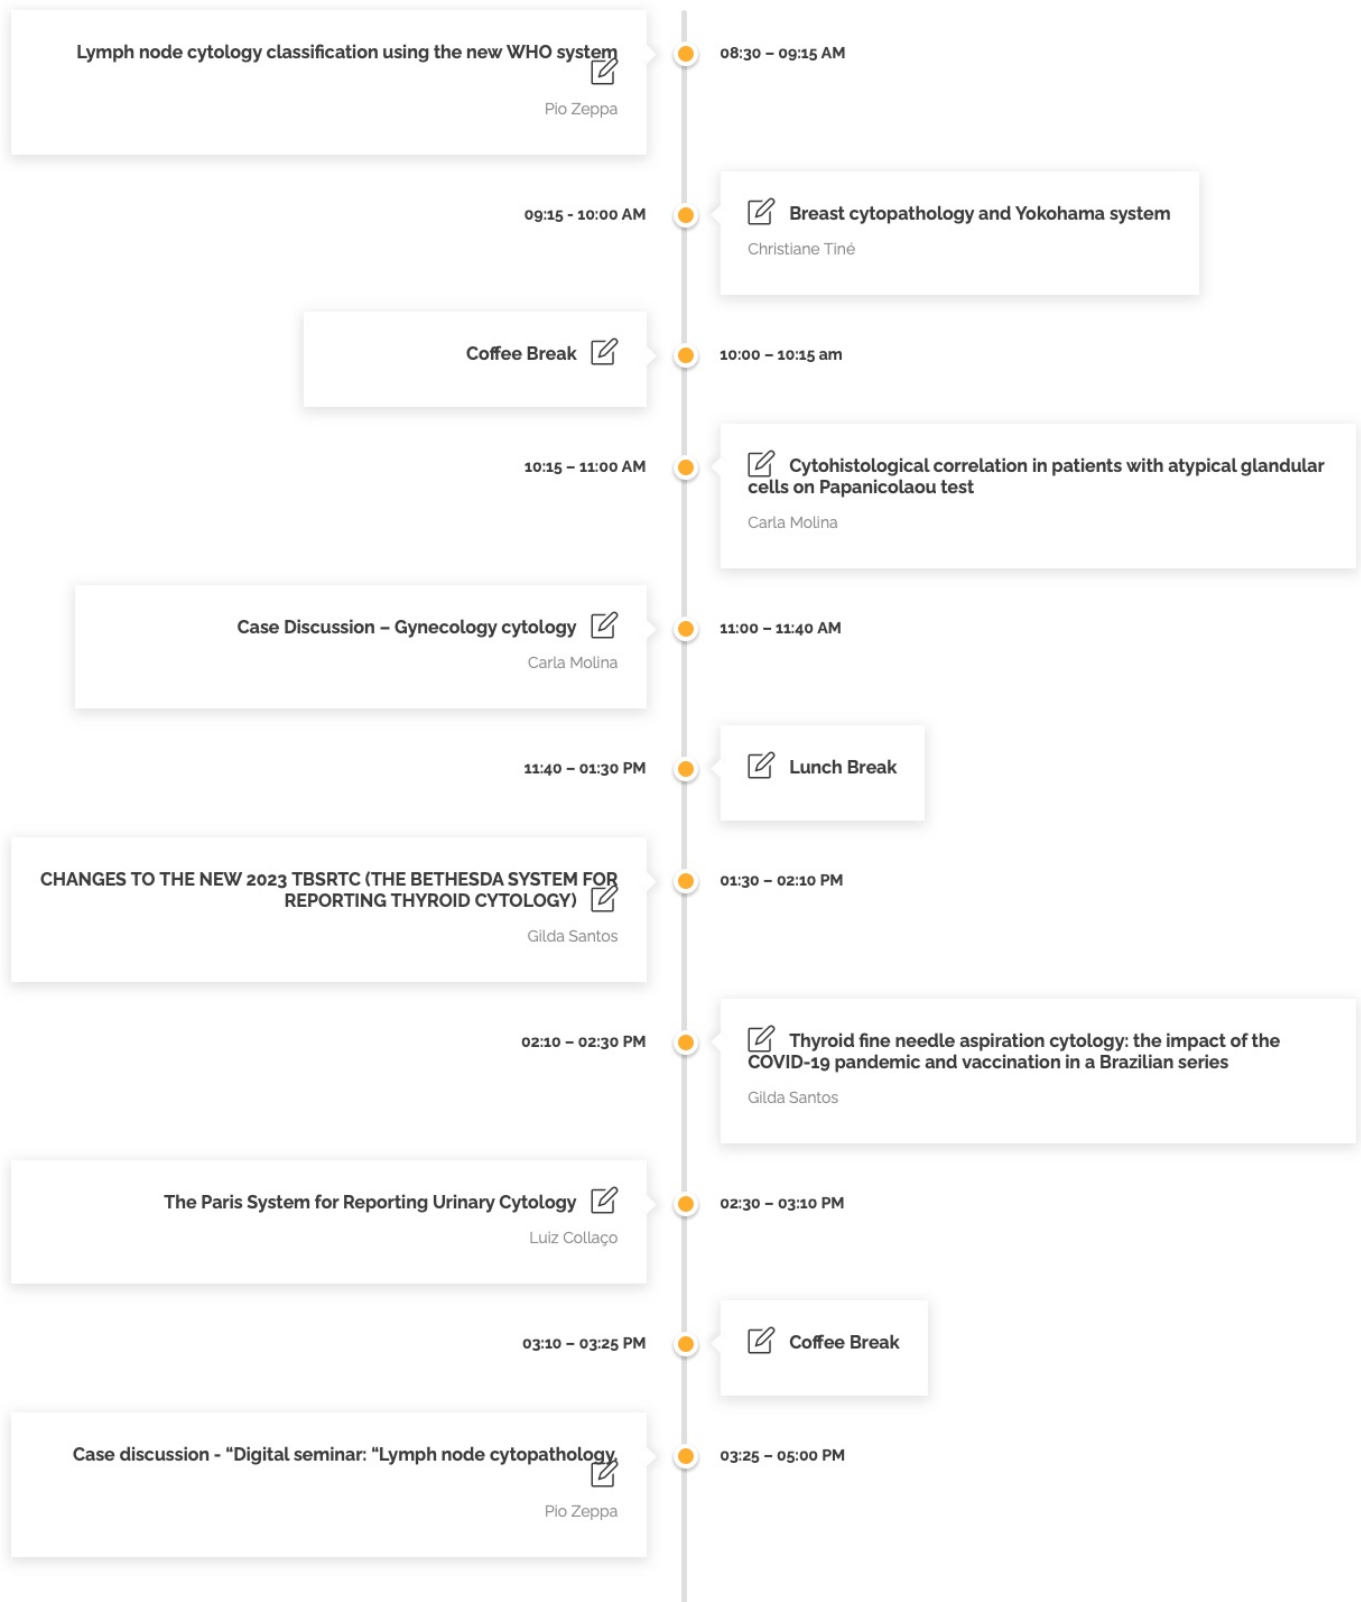 Lymph node cytology classification using the new WHO system
Pio Zeppa
08:30 – 09:15 AM
09:15 - 10:00 AM
Breast cytopathology and Yokohama system
Christiane Tiné
Coffee Break
10:00 – 10:15 am
10:15 – 11:00 AM
Cytohistological correlation in patients with atypical glandular
cells on Papanicolaou test
Carla Molina
Case Discussion – Gynecology cytology
Carla Molina
11:00 – 11:40 AM
11:40 – 01:30 PM
Lunch Break
CHANGES TO THE NEW 2023 TBSRTC (THE BETHESDA SYSTEM FOR
REPORTING THYROID CYTOLOGY)
Gilda Santos
01:30 – 02:10 PM
02:10 – 02:30 PM
Thyroid fine needle aspiration cytology: the impact of the
COVID-19 pandemic and vaccination in a Brazilian series
Gilda Santos
The Paris System for Reporting Urinary Cytology
Luiz Collaço
02:30 – 03:10 PM
03:10 – 03:25 PM
Coffee Break
Case discussion - “Digital seminar: “Lymph node cytopathology.
Pio Zeppa
03:25 – 05:00 PM